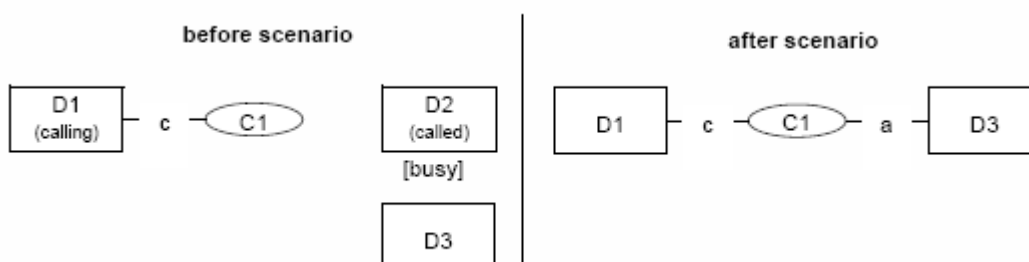 before scenario
D1
(calling)
c
C1
D2
(called)
[busy]
D3
after scenario
D1
c
C1
a
D3